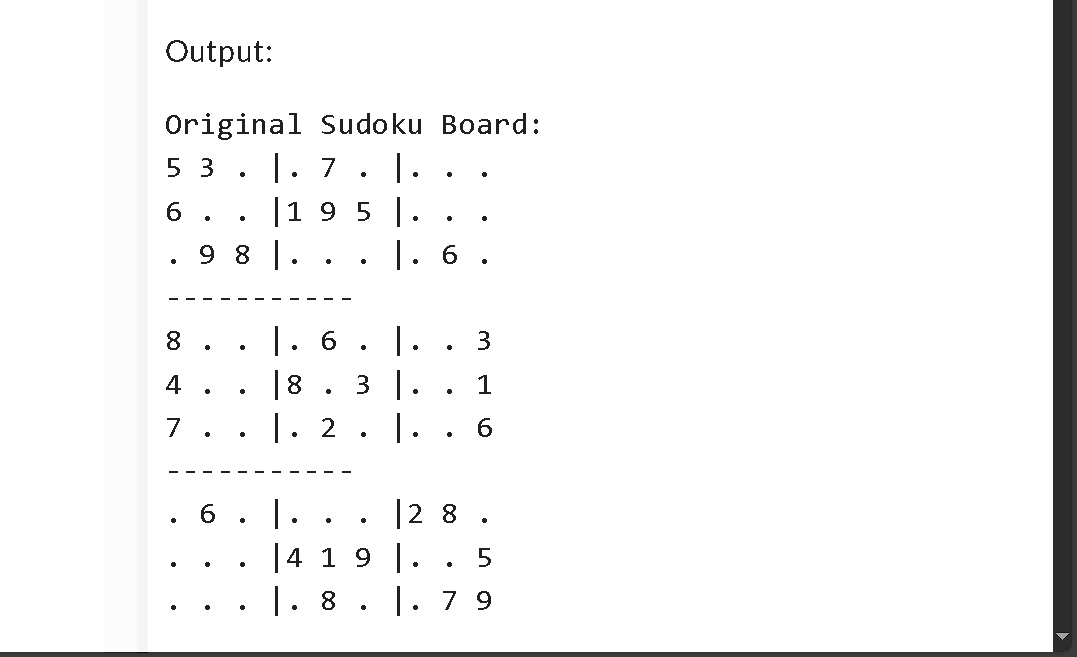 Output:
Original Sudoku Board:
5 3 . |. 7 . |. . .
6 . . |1 9 5 |. . .
. 9 8 |. . . |. 6 .
-----------
8 . . |. 6 . |. . 3
4 . . |8 . 3 |. . 1
7 . . |. 2 . |. . 6
-----------
. 6 . |. . . |2 8 .
. . . |4 1 9 |. . 5
. . . |. 8 . |. 7 9